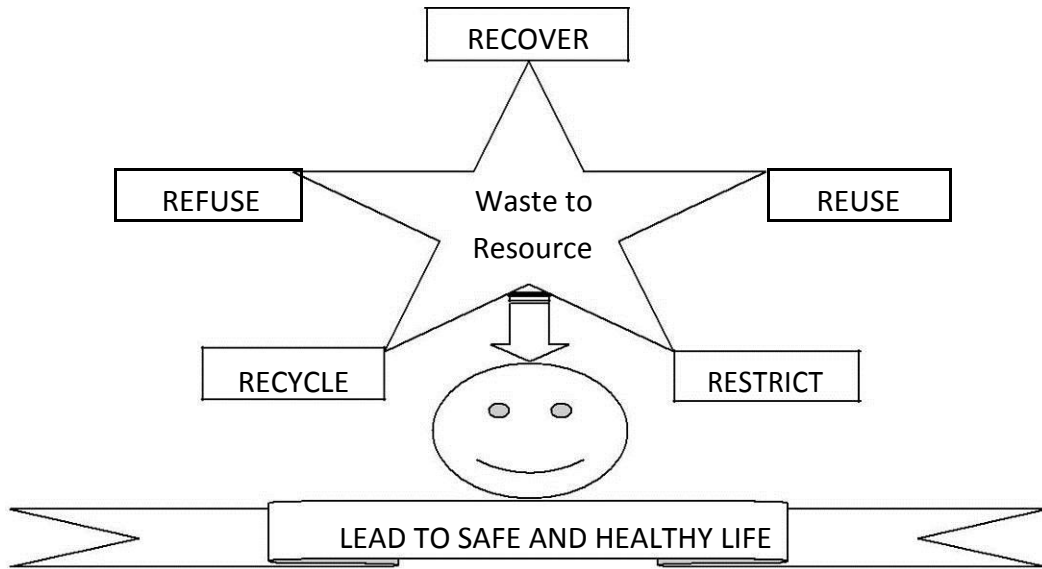 RECOVER
REFUSE
Waste to
Resource
REUSE
RECYCLE
RESTRICT
LEAD TO SAFE AND HEALTHY LIFE